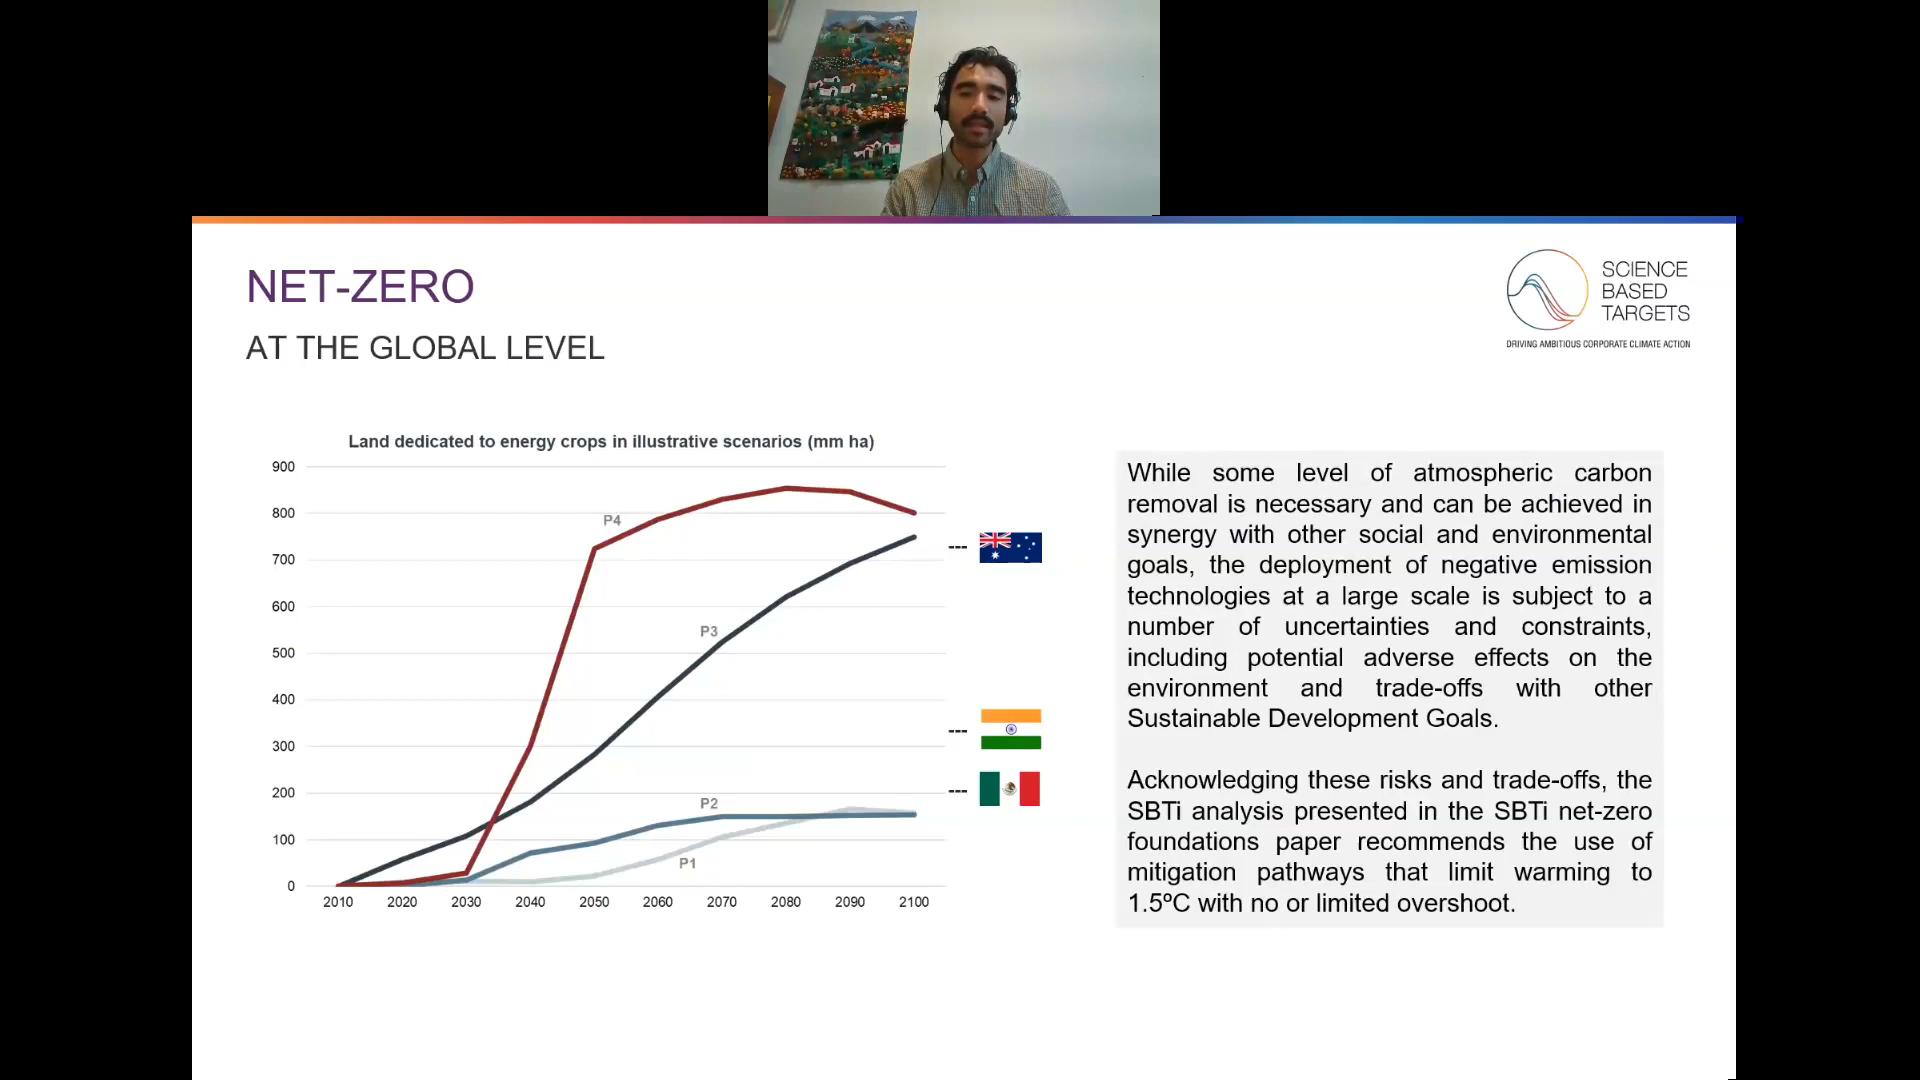 NET-ZERO
AT THE GLOBAL LEVEL
SCIENCE
BASED
TARGETS
DRIVING AMBITIOUS CORPORATE CLIMATE ACTION
Land dedicated to energy crops in illustrative scenarios (mm ha)
900
800
700
600
500
400
300
200
100
0
P4
P3
P2
P1
2010 2020 2030 2040 2050 2060 2070 2080 2090 2100
While some level of atmospheric carbon
removal is necessary and can be achieved in
synergy with other social and environmental
goals, the deployment of negative emission
technologies at a large scale is subject to a
number of uncertainties and constraints,
including potential adverse effects on the
environment and trade-offs with other
Sustainable Development Goals.
Acknowledging these risks and trade-offs, the
SBTi analysis presented in the SBTi net-zero
foundations paper recommends the use of
mitigation pathways that limit warming to
1.5ºC with no or limited overshoot.